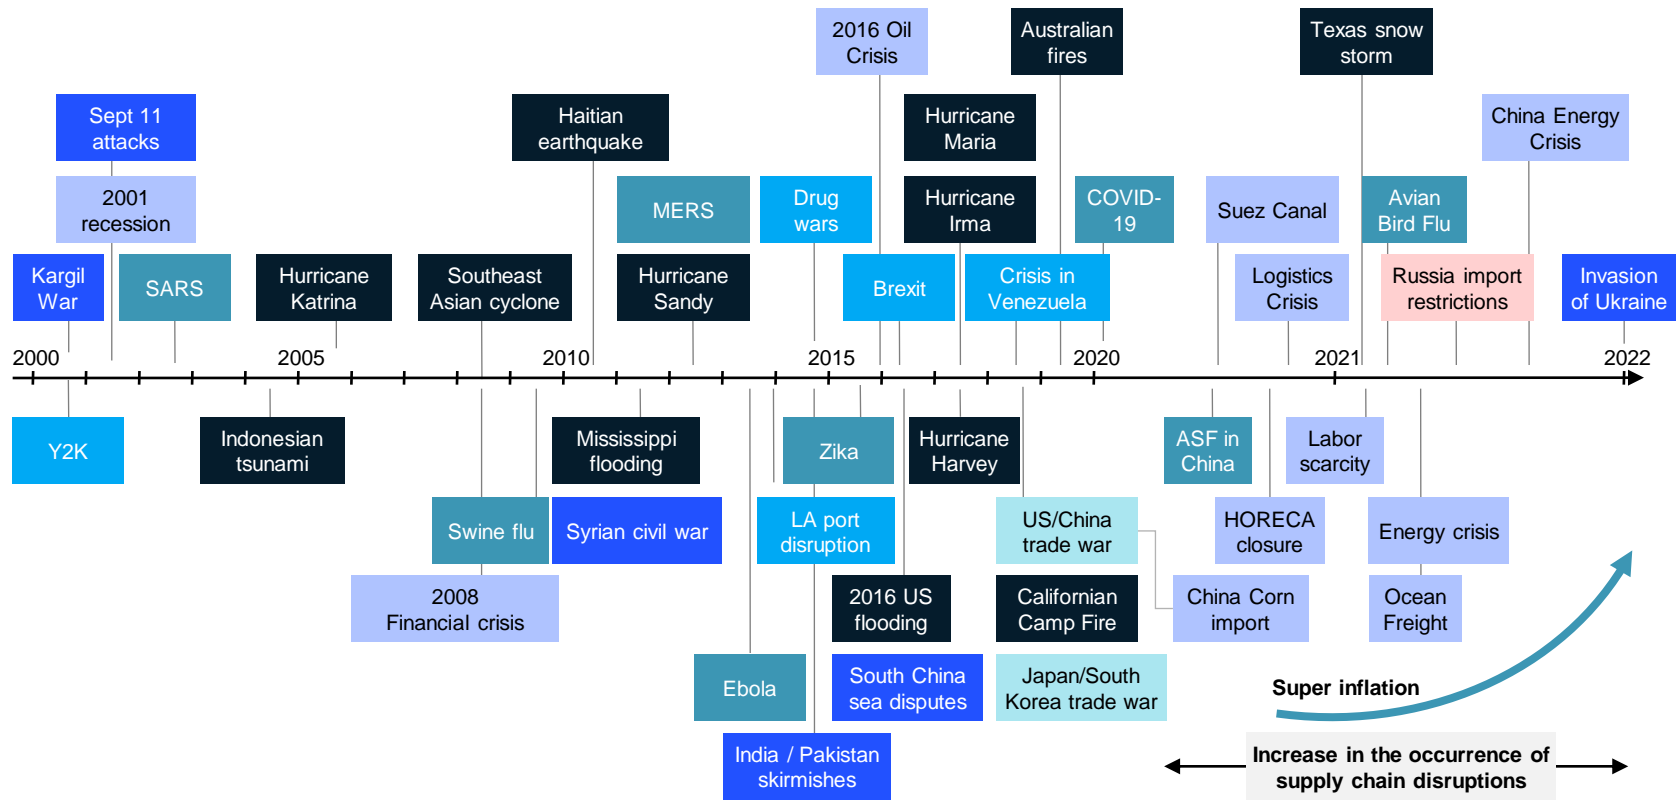 2016 Oil
Crisis
Australian
fires
Texas snow
storm
Sept 11
attacks
Haitian
earthquake
Hurricane
Maria
China Energy
Crisis
2001
recession
MERS
Drug
wars
Hurricane
Irma
COVID-
19
Suez Canal
Avian
Bird Flu
Kargil
War
SARS
Hurricane
Katrina
Southeast
Asian cyclone
Hurricane
Sandy
Brexit
Crisis in
Venezuela
Logistics
Crisis
Russia import
restrictions
Invasion
of Ukraine
2000
2005
2010
2015
2020
2021
2022
Y2K
Indonesian
tsunami
Mississippi
flooding
Zika
Hurricane
Harvey
ASF in
China
Labor
scarcity
Swine flu
Syrian civil war
LA port
disruption
US/China
trade war
HORECA
closure
Energy crisis
2008
Financial crisis
2016 US
flooding
Californian
Camp Fire
China Corn
import
Ocean
Freight
Ebola
South China
sea disputes
Japan/South
Korea trade war
Super inflation
India / Pakistan
skirmishes
Increase in the occurrence of
supply chain disruptions